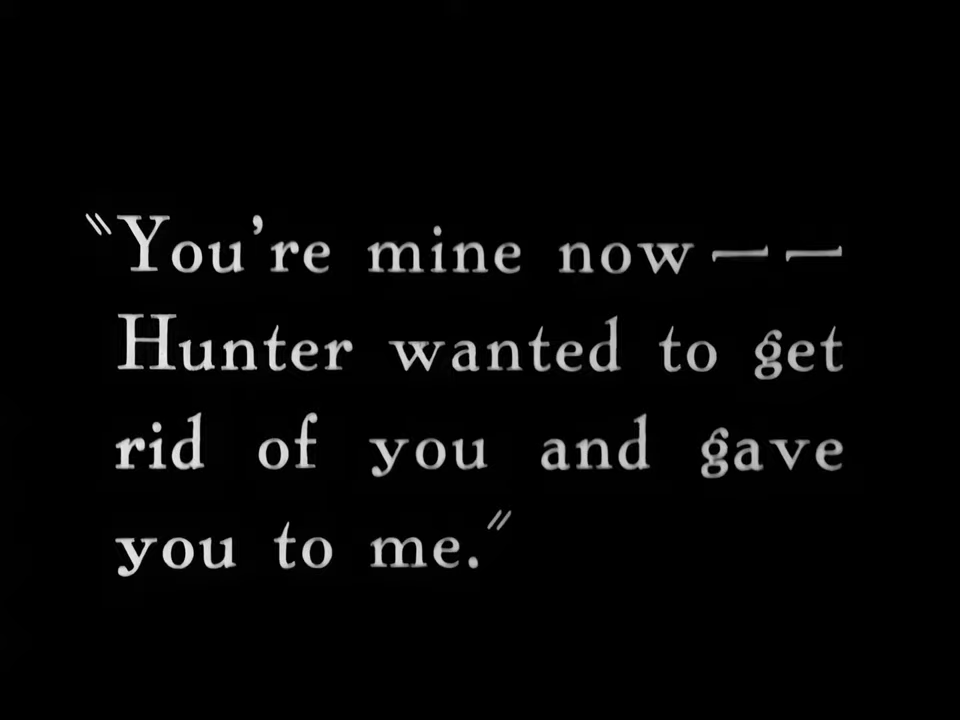 "You're mine now——
Hunter wanted to get
rid of you and gave
you to me."